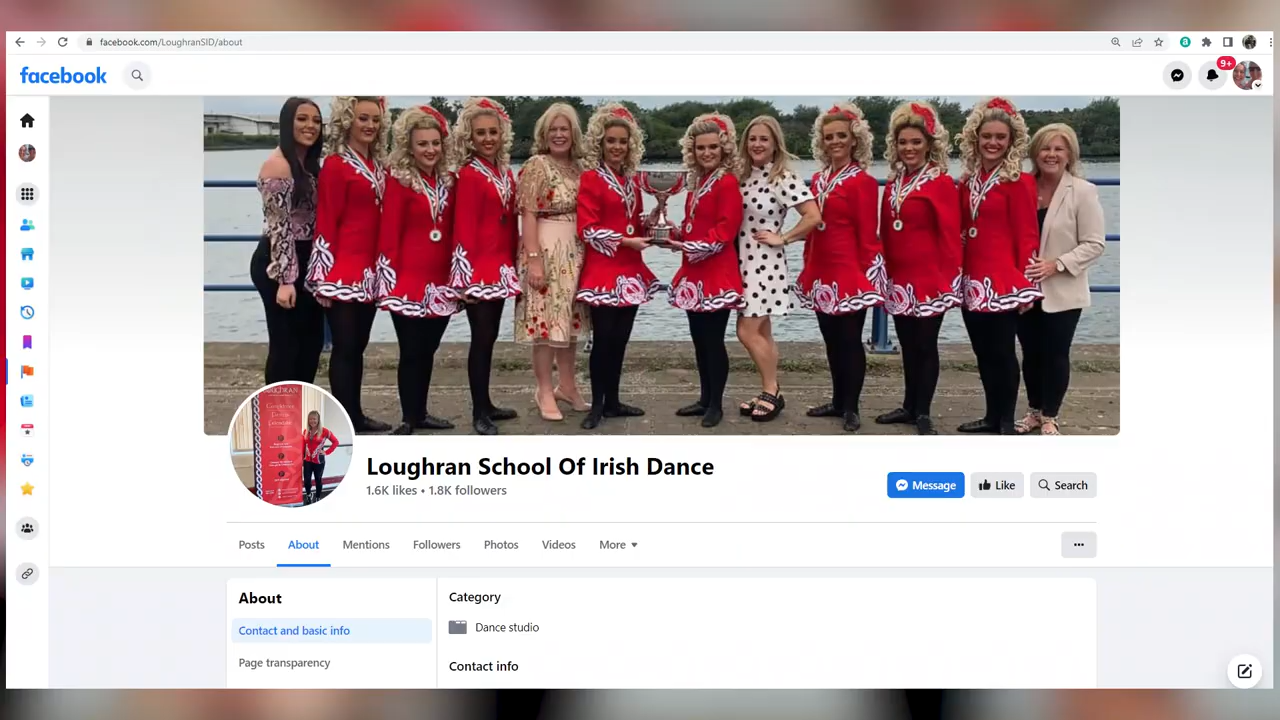 facebook.com/LoughranSID/about
facebook
9+
Loughran School Of Irish Dance
1.6K likes • 1.8K followers
Message
Like
Search
Posts
About
Mentions
Followers
Photos
Videos
More
About
Contact and basic info
Page transparency
Category
Dance studio
Contact info